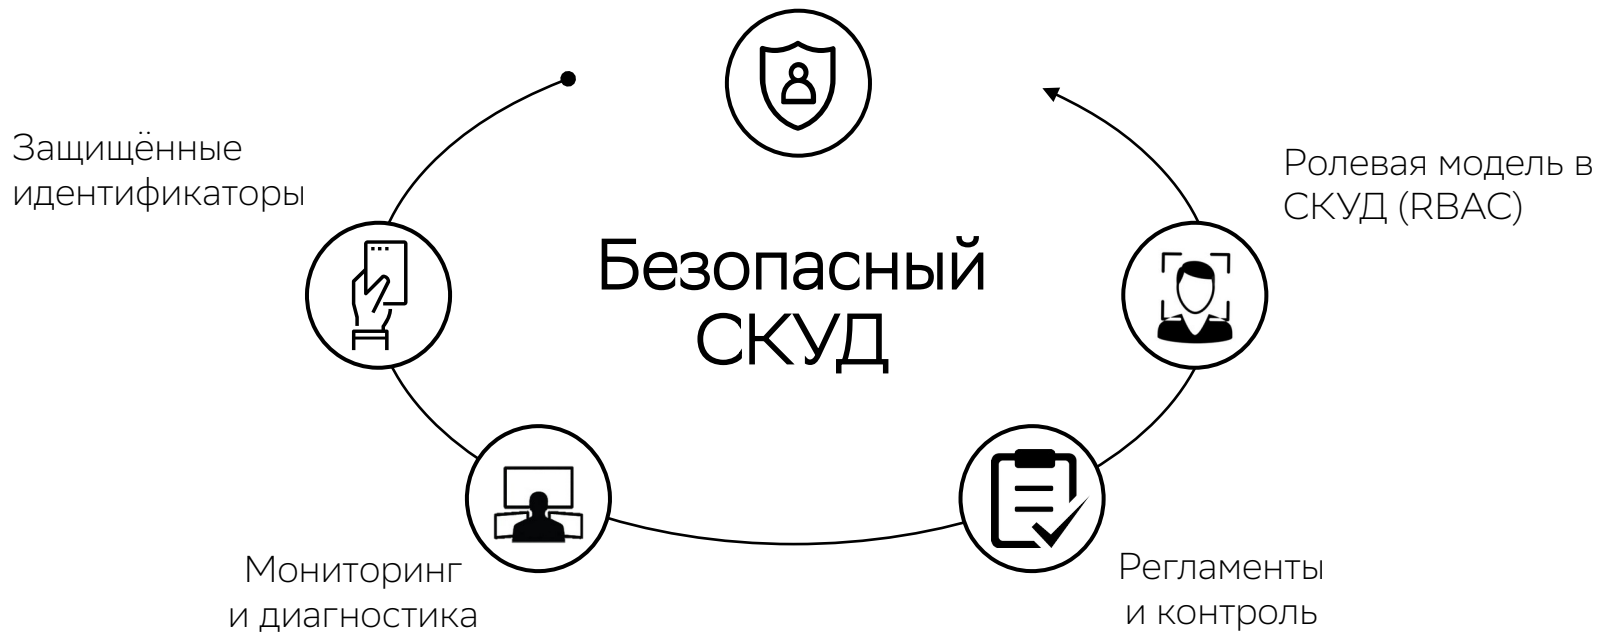 Защищённые
идентификаторы
Ролевая модель в
СКУД (RBAC)
Безопасный
СКУД
Мониторинг
и диагностика
Регламенты
и контроль